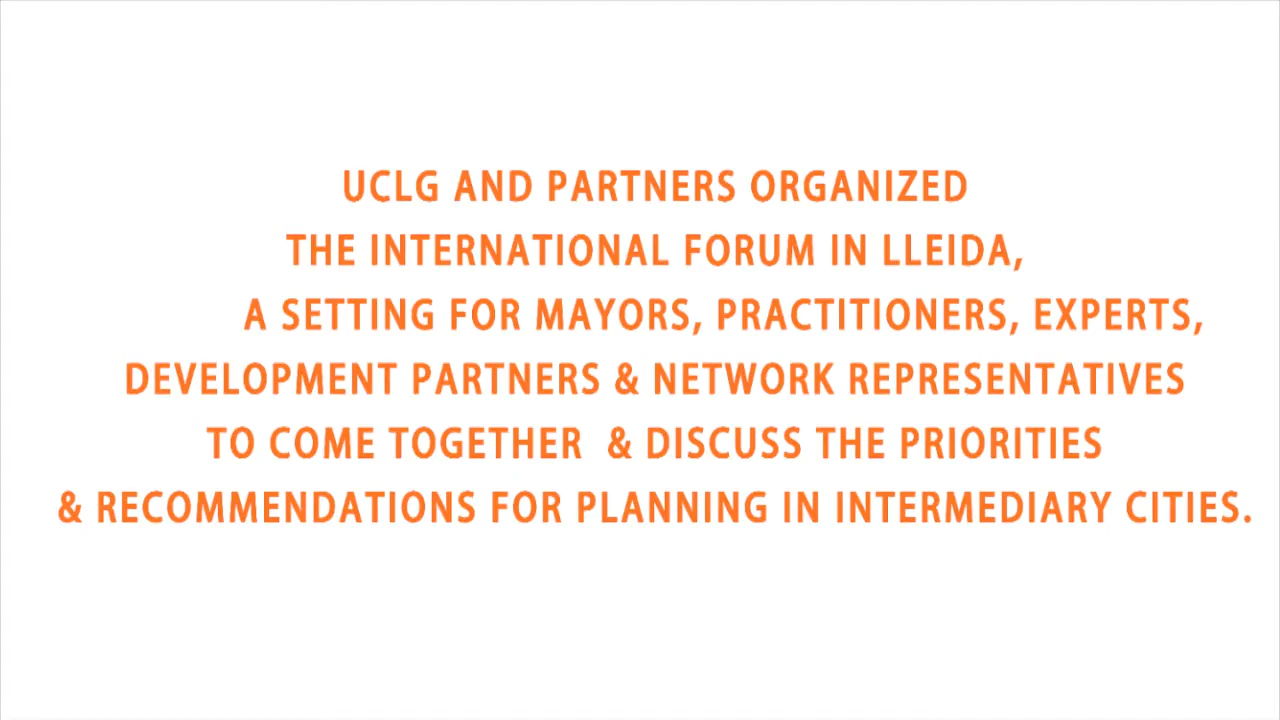 UCLG AND PARTNERS ORGANIZED
THE INTERNATIONAL FORUM IN LLEIDA,
A SETTING FOR MAYORS, PRACTITIONERS, EXPERTS,
DEVELOPMENT PARTNERS & NETWORK REPRESENTATIVES
TO COME TOGETHER & DISCUSS THE PRIORITIES
& RECOMMENDATIONS FOR PLANNING IN INTERMEDIARY CITIES.